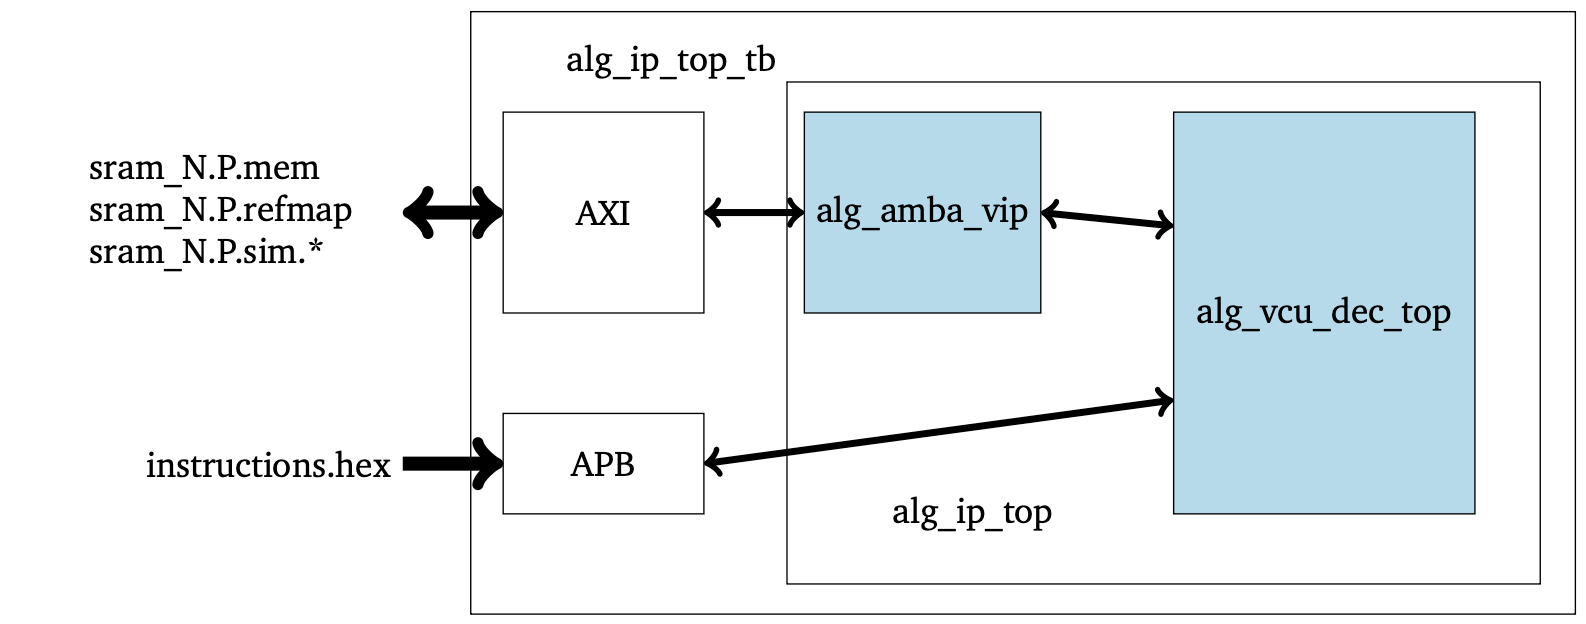 alg_ip_top_tb
sram_N.P.mem
sram_N.P.refmap
sram_N.P.sim.*
AXI
alg_amba_vip
alg_vcu_dec_top
instructions.hex
APB
alg_ip_top